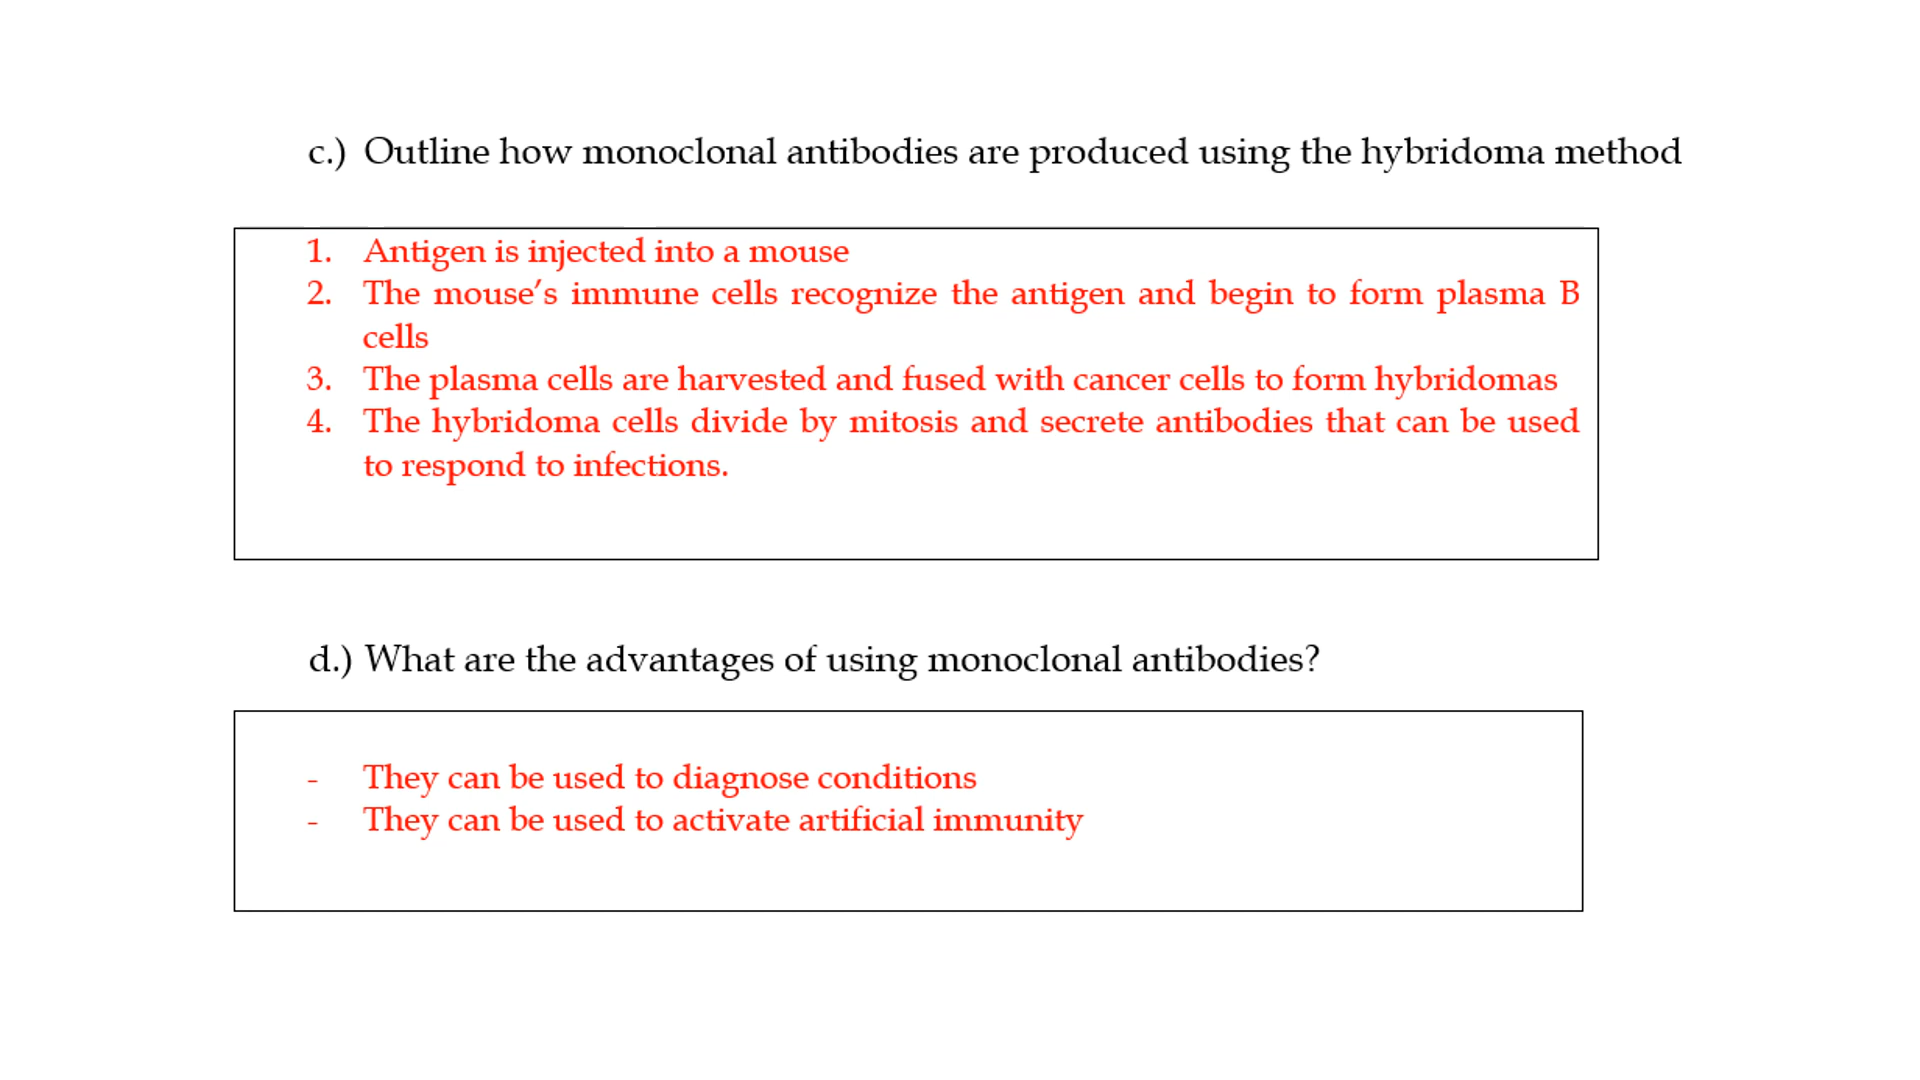 c.) Outline how monoclonal antibodies are produced using the hybridoma method
1. Antigen is injected into a mouse
2. The mouse’s immune cells recognize the antigen and begin to form plasma B
cells
3. The plasma cells are harvested and fused with cancer cells to form hybridomas
4. The hybridoma cells divide by mitosis and secrete antibodies that can be used
to respond to infections.
d.) What are the advantages of using monoclonal antibodies?
- They can be used to diagnose conditions
- They can be used to activate artificial immunity